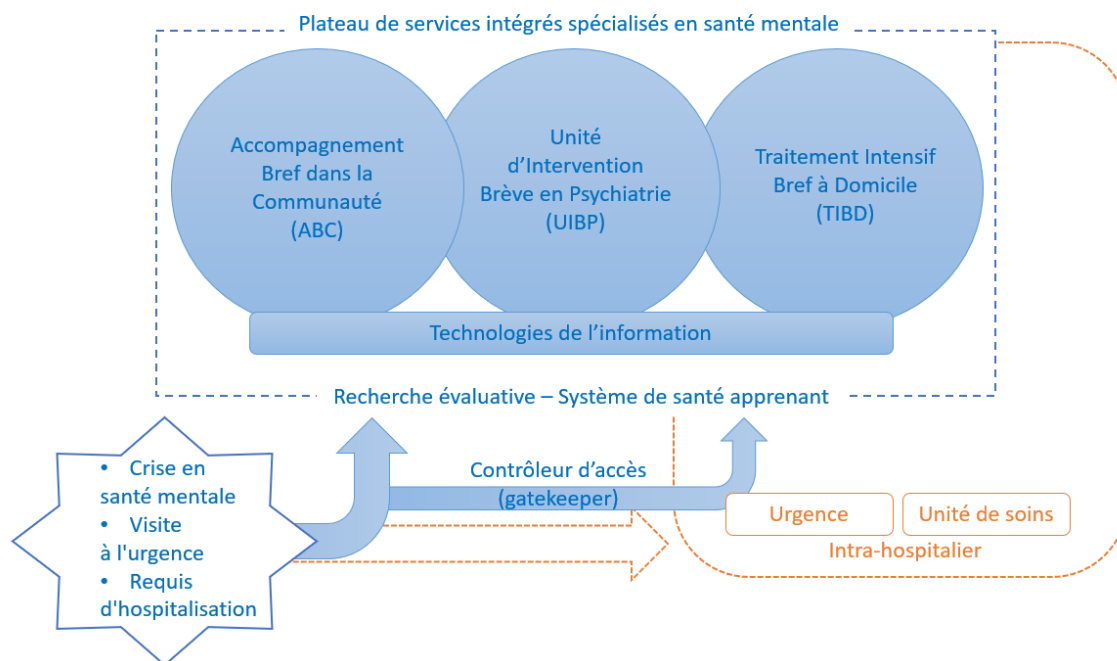 Plateau de services intégrés spécialisés en santé mentale
Accompagnement
Bref dans la
Communauté
(ABC)
Unité
d'Intervention
Brève en Psychiatrie
(UIBP)
Traitement Intensif
Bref à Domicile
(TIBD)
Technologies de l'information
Recherche évaluative – Système de santé apprenant
• Crise en
santé mentale
• Visite
à l'urgence
• Requis
d'hospitalisation
Contrôleur d'accès
(gatekeeper)
Urgence
Unité de soins
Intra-hospitalier